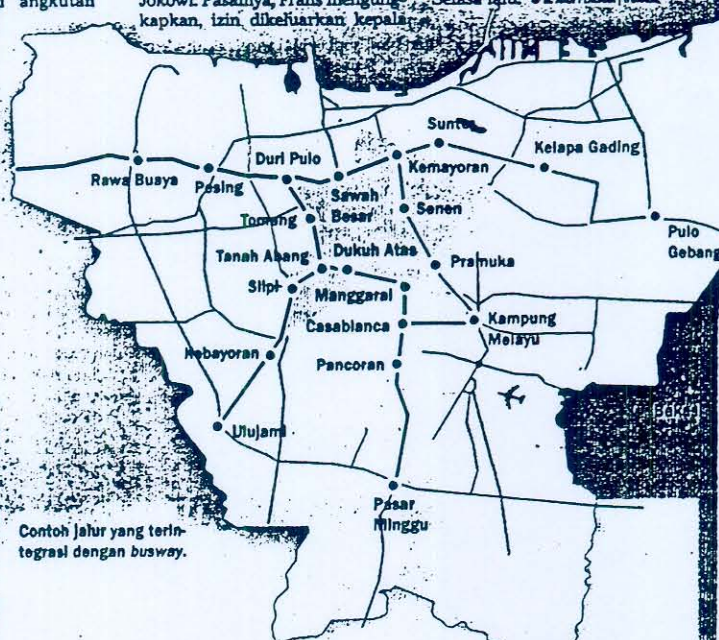 angkutan
Jokowi. Pasalnya, Frans mengung-
kapkan, izin dikeluarkan kepala
Selasa lalu.
Sunter
Kelapa Gading
Duri Pulo
Kemayoran
Rawa Buaya
Pesing
Sawah
Besar
Senen
Tomang
Pulo
Gebang
Tanah Abang
Dukuh Atas
Pramuka
Slipi
Manggarai
Casablanca
Kampung
Melayu
Kebayoran
Pancoran
Ulujami
Pasar
Minggu
Contoh jalur yang terin-
tegrasi dengan busway.